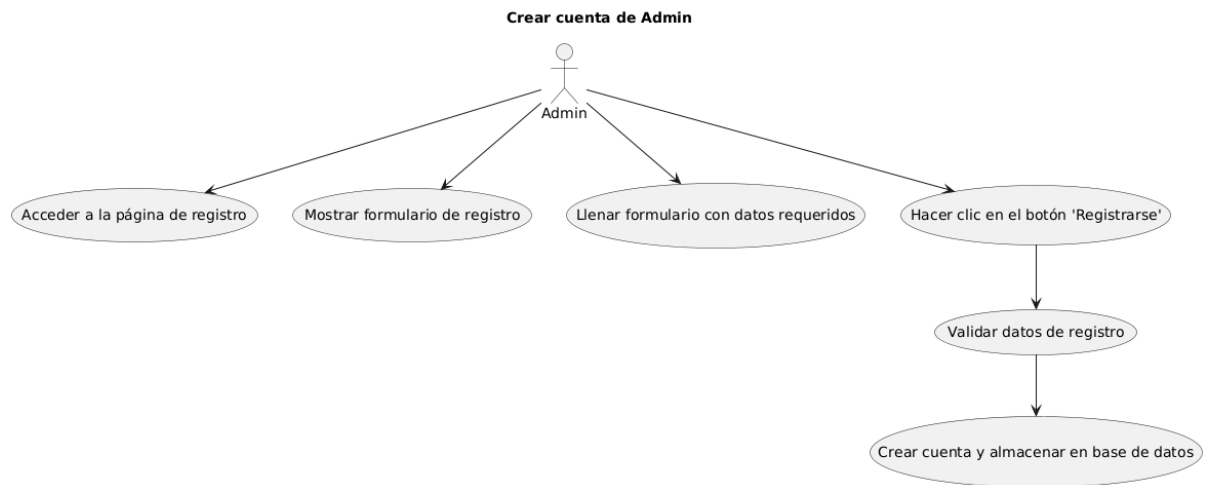 Crear cuenta de Admin
Admin
Acceder a la página de registro
Mostrar formulario de registro
Llenar formulario con datos requeridos
Hacer clic en el botón 'Registrarse'
Validar datos de registro
Crear cuenta y almacenar en base de datos